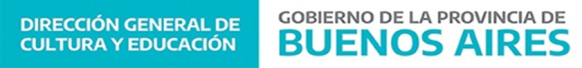 DIRECCIÓN GENERAL DE
CULTURA Y EDUCACIÓN
GOBIERNO DE LA PROVINCIA DE
BUENOS AIRES